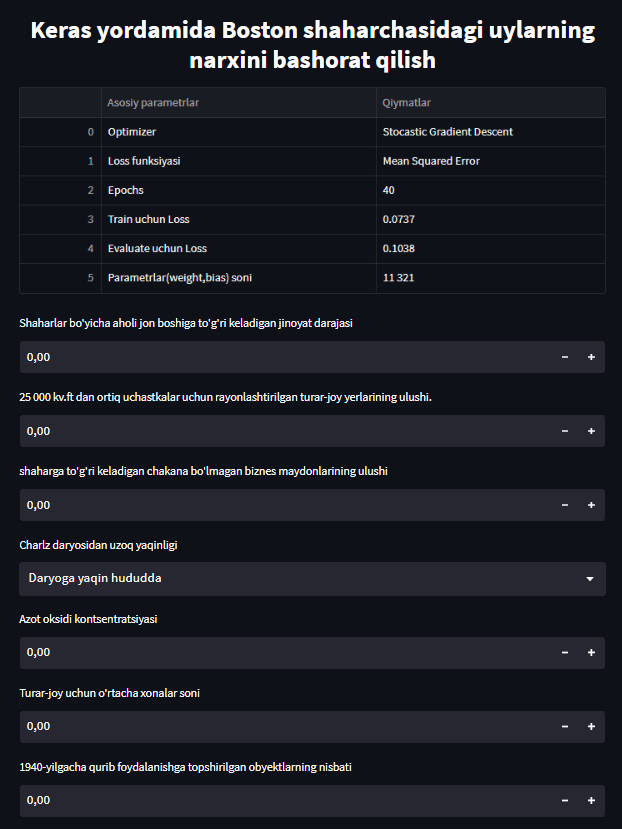 Keras yordamida Boston shaharchasidagi uylarning
narxini bashorat qilish
Asosiy parametrlar Qiymatlar
0 Optimizer Stocastic Gradient Descent
1 Loss funksiyasi Mean Squared Error
2 Epochs 40
3 Train uchun Loss 0.0737
4 Evaluate uchun Loss 0.1038
5 Parametrlar(weight,bias) soni 11 321
Shaharlar bo'yicha aholi jon boshiga to'g'ri keladigan jinoyat darajasi
0,00 − +
25 000 kv.ft dan ortiq uchastkalar uchun rayonlashtirilgan turar-joy yerlarining ulushi.
0,00 − +
shaharga to'g'ri keladigan chakana bo'lmagan biznes maydonlarining ulushi
0,00 − +
Charlz daryosidan uzoq yaqinligi
Daryoga yaqin hududda
Azot oksidi kontsentratsiyasi
0,00 − +
Turar-joy uchun o'rtacha xonalar soni
0,00 − +
1940-yilgacha qurib foydalanishga topshirilgan obyektlarning nisbati
0,00 − +